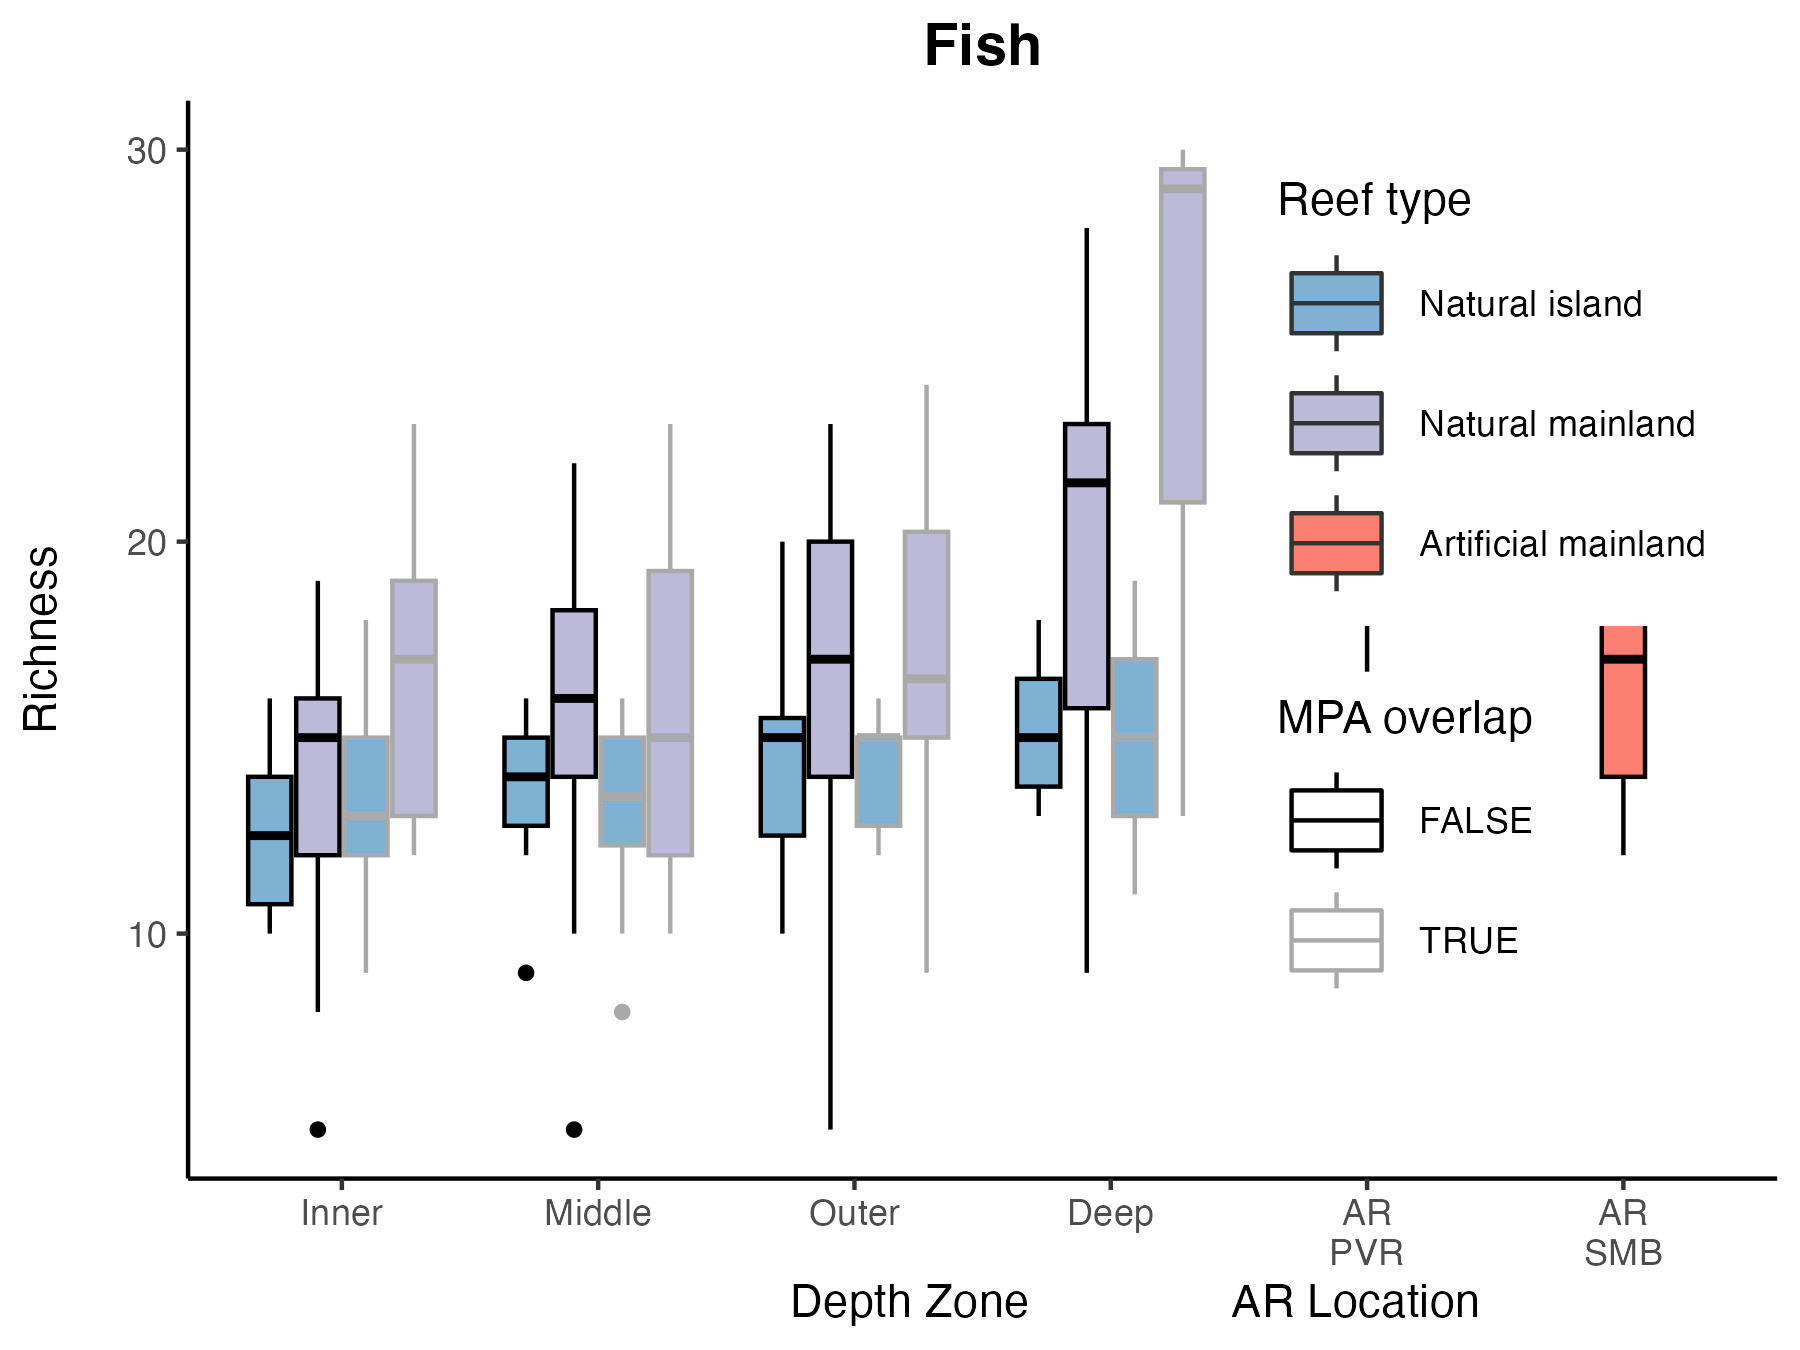 Fish
Richness
30
20
10
Reef type
Natural island
Natural mainland
Artificial mainland
MPA overlap
FALSE
TRUE
Inner
Middle
Outer
Deep
AR
PVR
AR
SMB
Depth Zone
AR Location